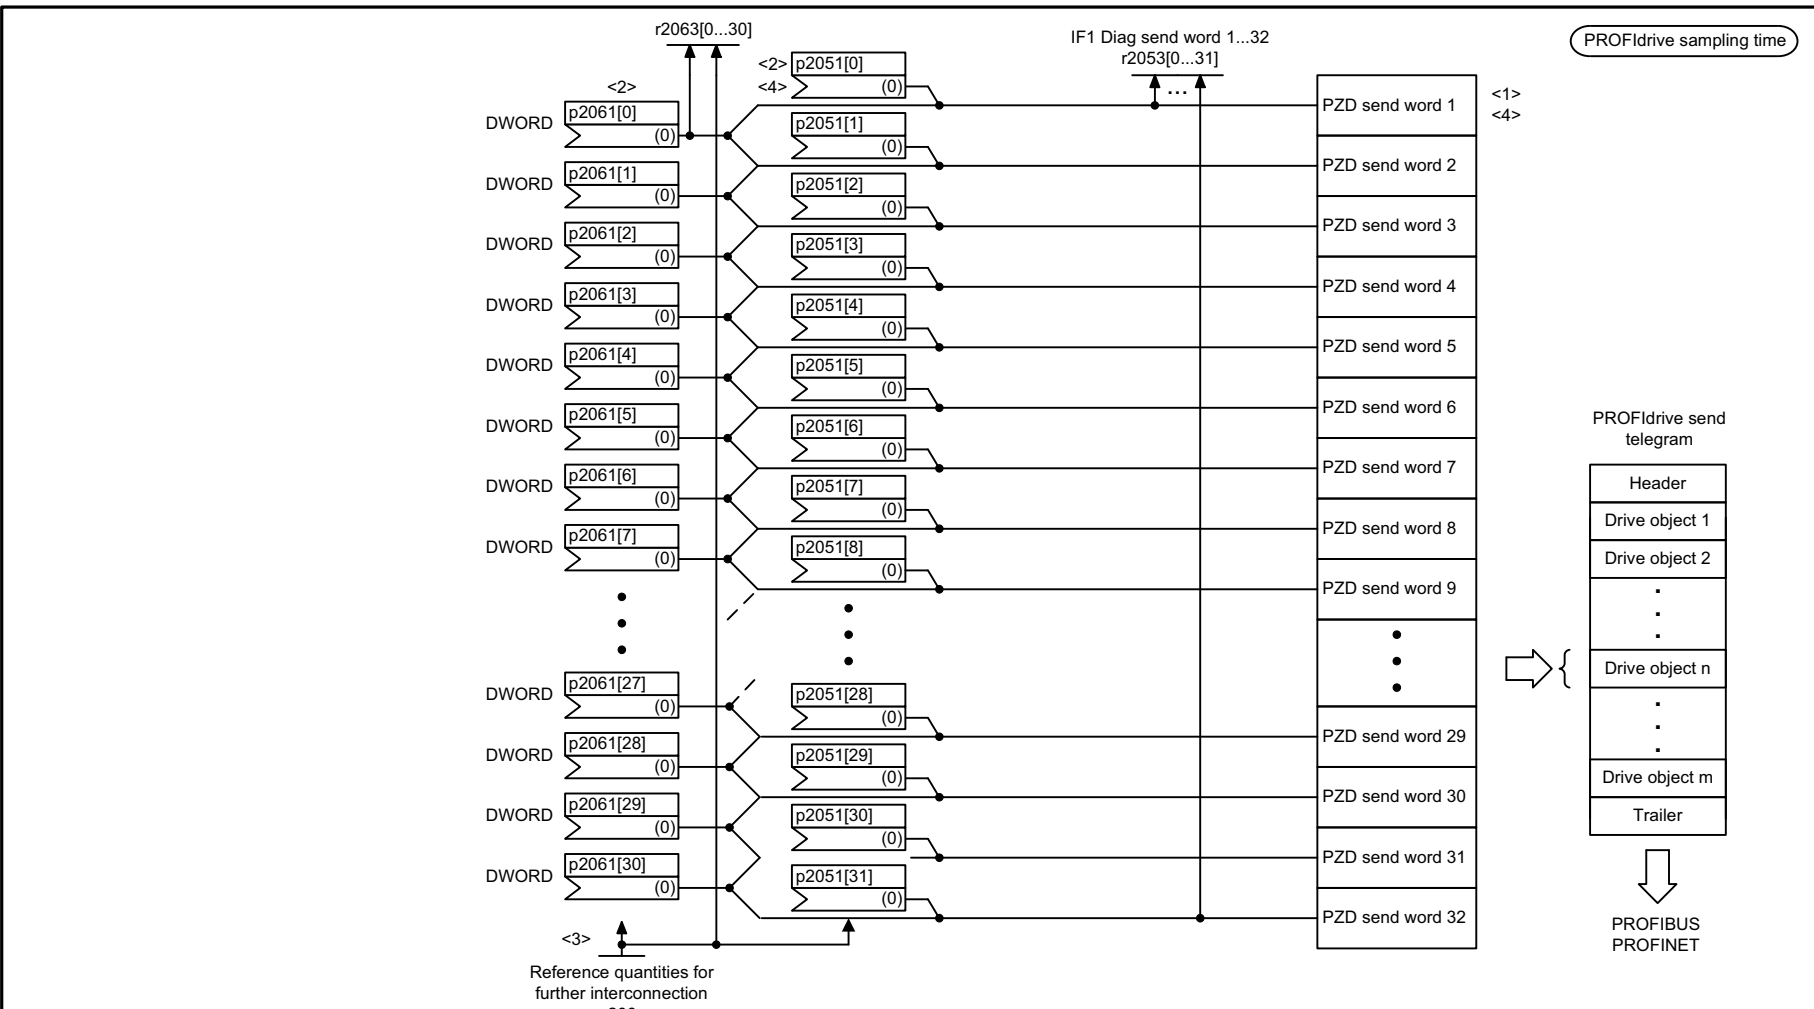 r2063[0...30]
IF1 Diag send word 1...32
r2053[0...31]
PROFIdrive sampling time
<2>
<2>
<4>
p2051[0]
(0)
...
DWORD
p2061[0]
(0)
PZD send word 1
<1>
<4>
p2051[1]
(0)
DWORD
p2061[1]
(0)
PZD send word 2
p2051[2]
(0)
DWORD
p2061[2]
(0)
PZD send word 3
p2051[3]
(0)
DWORD
p2061[3]
(0)
PZD send word 4
p2051[4]
(0)
DWORD
p2061[4]
(0)
PZD send word 5
p2051[5]
(0)
DWORD
p2061[5]
(0)
PZD send word 6
p2051[6]
(0)
DWORD
p2061[6]
(0)
PZD send word 7
p2051[7]
(0)
DWORD
p2061[7]
(0)
PZD send word 8
p2051[8]
(0)
PZD send word 9
DWORD
p2061[27]
(0)
p2051[28]
(0)
PZD send word 29
DWORD
p2061[28]
(0)
p2051[29]
(0)
PZD send word 30
DWORD
p2061[29]
(0)
p2051[30]
(0)
PZD send word 31
DWORD
p2061[30]
(0)
p2051[31]
(0)
PZD send word 32
<3>
Reference quantities for
further interconnection
PROFIdrive send
telegram
Header
Drive object 1
Drive object 2
Drive object n
Drive object m
Trailer
PROFIBUS
PROFINET